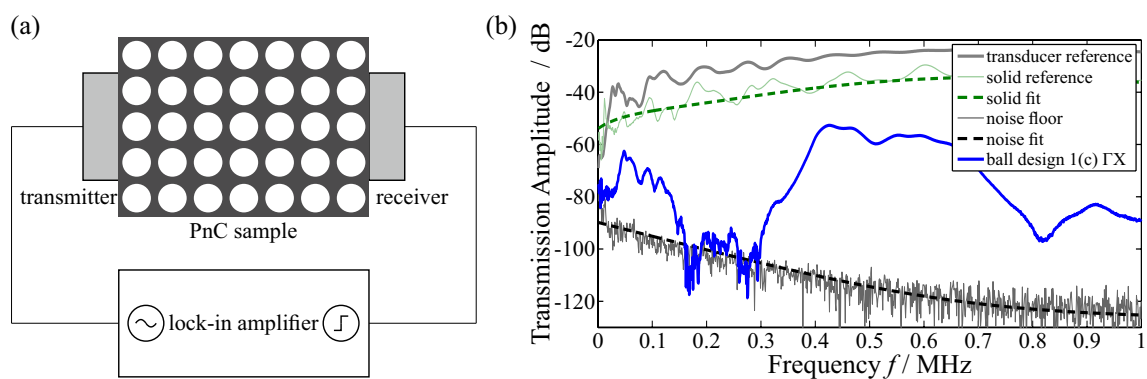 (a)
transmitter
receiver
PnC sample
lock-in amplifier
(b)
Transmission Amplitude / dB
-20
-40
-60
-80
-100
-120
0
0.1
0.2
0.3
0.4
0.5
0.6
0.7
0.8
0.9
1
Frequency f / MHz
transducer reference
solid reference
solid fit
noise floor
noise fit
ball design 1(c) ΓX